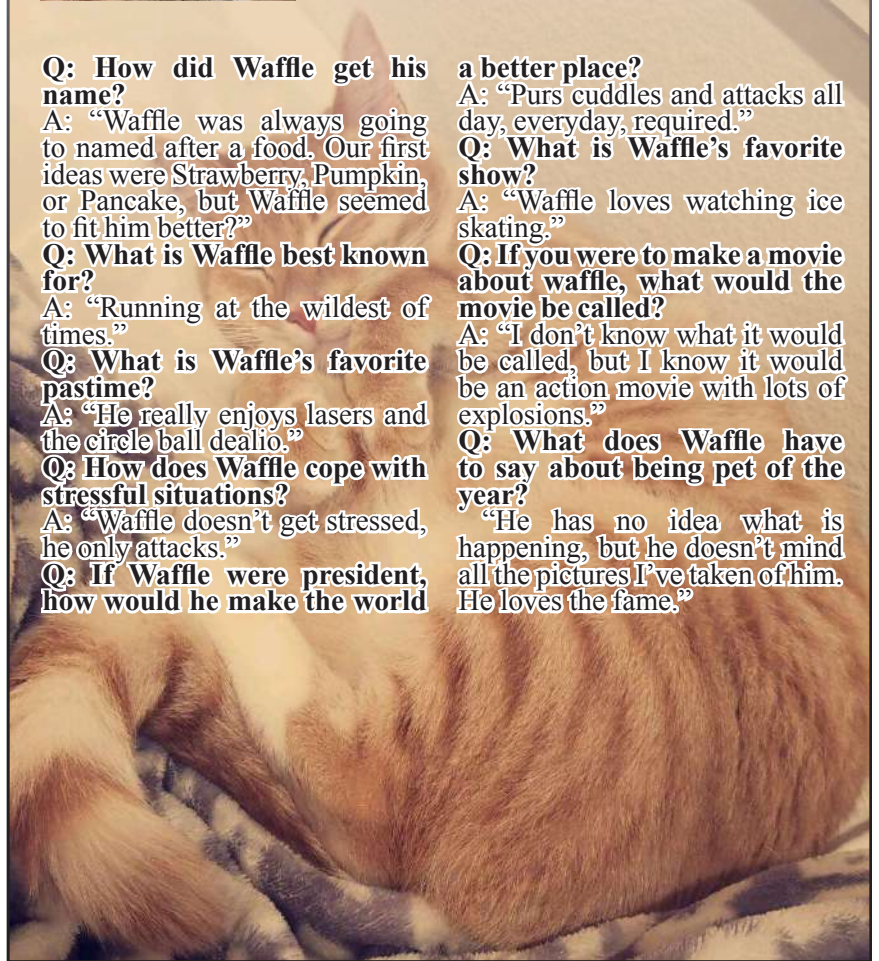 Q: How did Waffle get his
name?
A: “Waffle was always going
to named after a food. Our first
ideas were Strawberry, Pumpkin,
or Pancake, but Waffle seemed
to fit him better?”
Q: What is Waffle best known
for?
A: “Running at the wildest of
times.”
Q: What is Waffle’s favorite
pastime?
A: “He really enjoys lasers and
the circle ball dealio.”
Q: How does Waffle cope with
stressful situations?
A: “Waffle doesn’t get stressed,
he only attacks.”
Q: If Waffle were president,
how would he make the world
a better place?
A: “Purs cuddles and attacks all
day, everyday, required.”
Q: What is Waffle’s favorite
show?
A: “Waffle loves watching ice
skating.”
Q: If you were to make a movie
about waffle, what would the
movie be called?
A: “I don’t know what it would
be called, but I know it would
be an action movie with lots of
explosions.”
Q: What does Waffle have
to say about being pet of the
year?
“He has no idea what is
happening, but he doesn’t mind
all the pictures I’ve taken of him.
He loves the fame.”